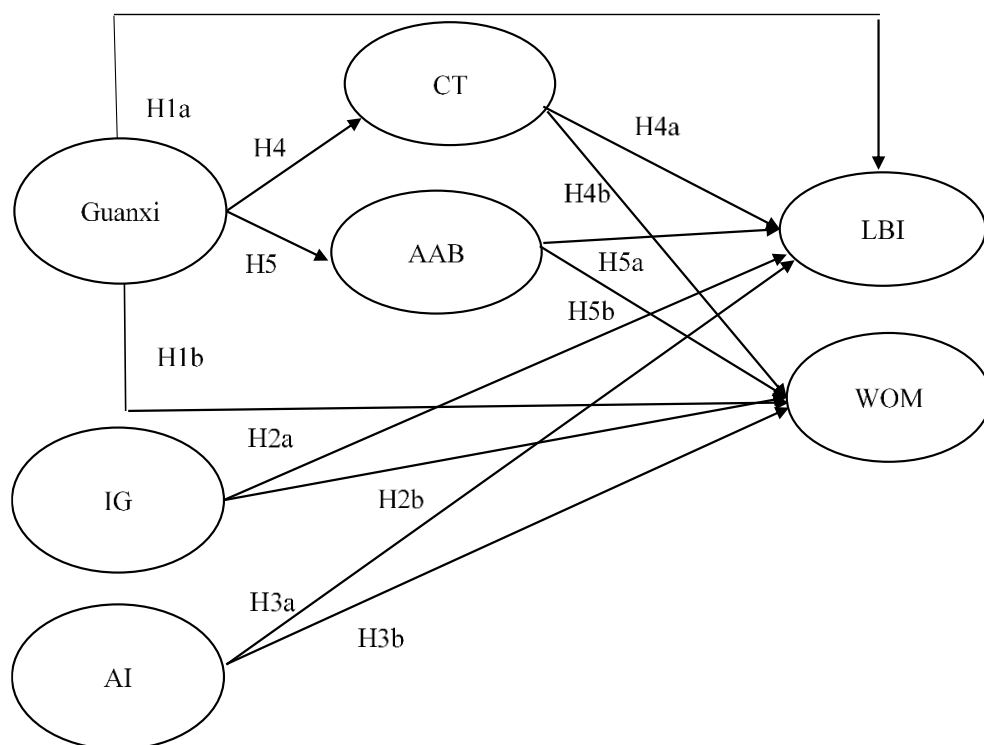 CT
H1a
H4a
H4
H4b
Guanxi
LBI
AAB
H5
H5a
H5b
H1b
WOM
H2a
IG
H2b
H3a
H3b
AI